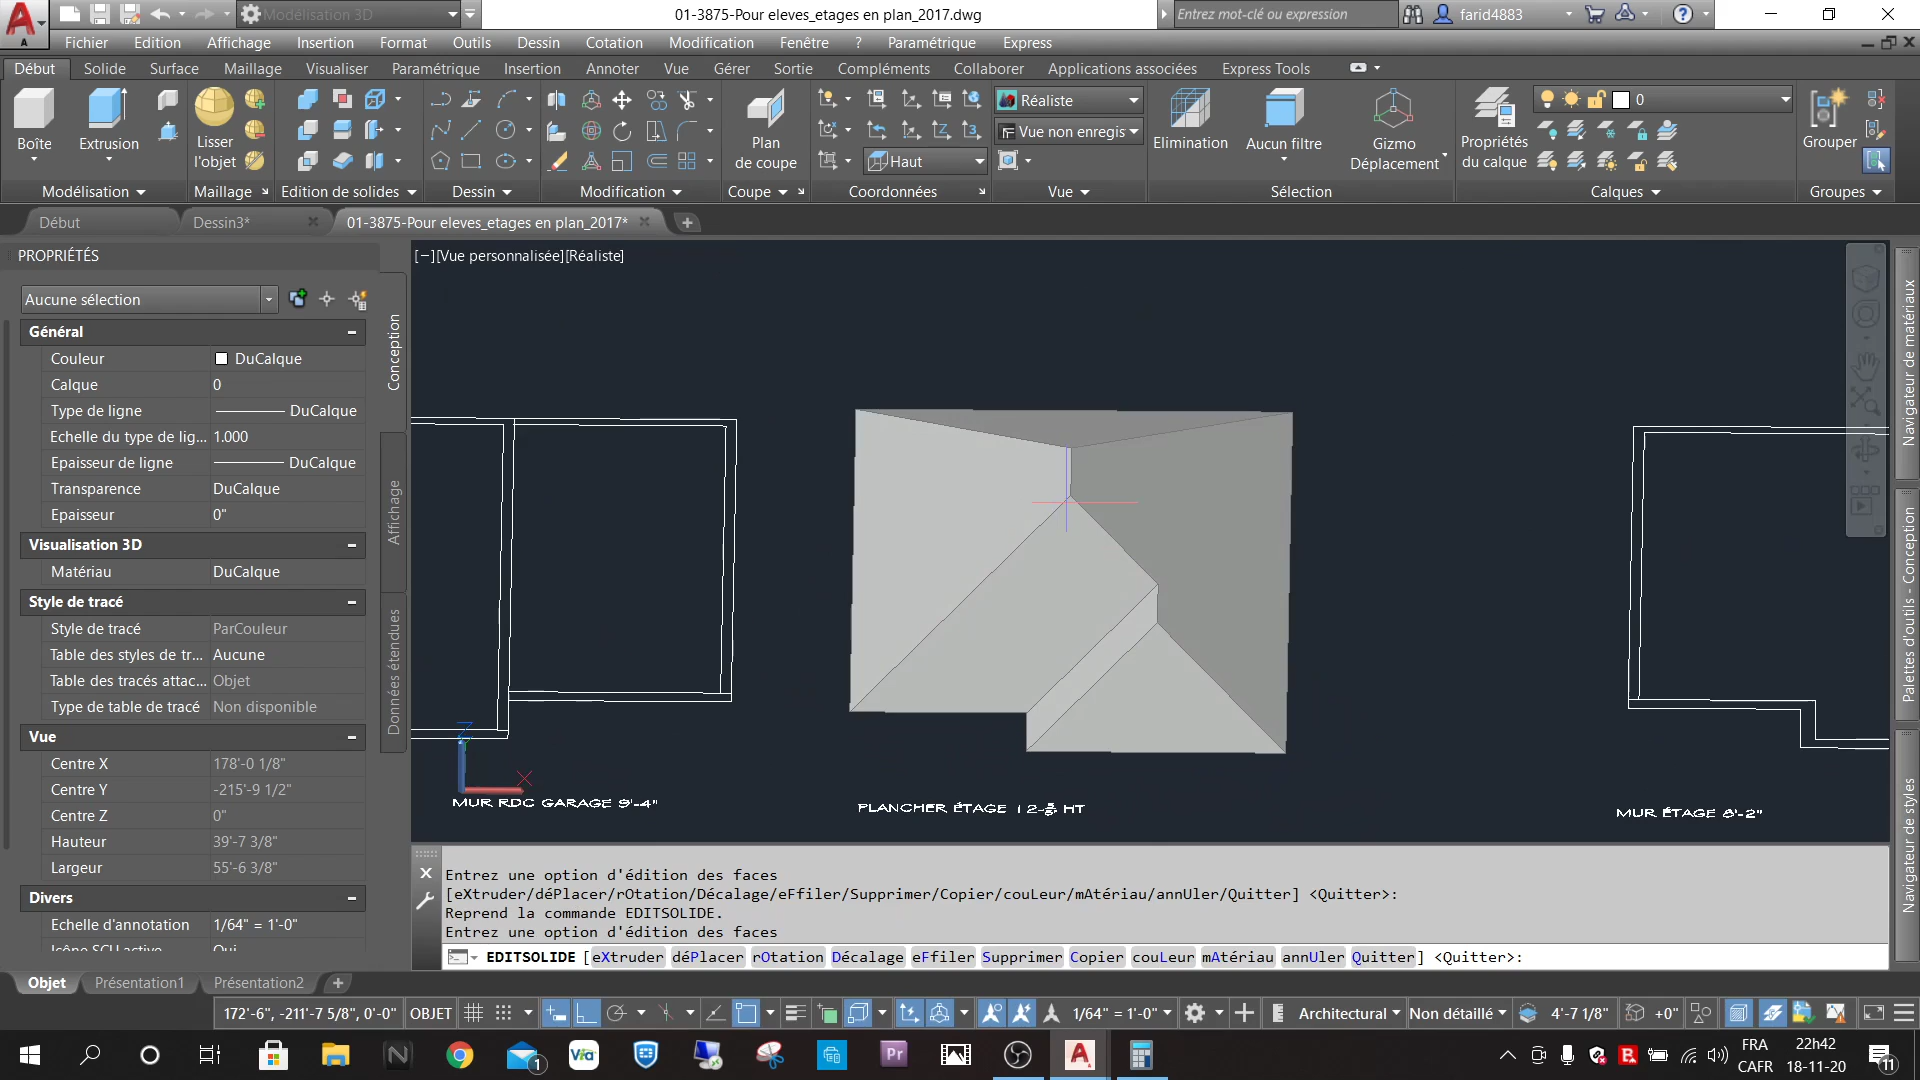 Modélisation 3D
01-3875-Pour eleves_etages en plan_2017.dwg
Entrez mot-clé ou expression
farid4883
Fichier Edition Affichage Insertion Format Outils Dessin Cotation Modification Fenêtre ? Paramétrique Express
Début Solide Surface Maillage Visualiser Paramétrique Insertion Annoter Vue Gérer Sortie Compléments Collaborer Applications associées Express Tools
Boîte
Extrusion
Lisser
l'objet
Plan
de coupe
Haut
Réaliste
Vue non enregis
Elimination
Aucun filtre
Gizmo
Déplacement
Propriétés
du calque
0
Grouper
Modélisation Maillage Edition de solides Dessin Modification Coupe Coordonnées Vue Sélection Calques Groupes
Début Dessin3* 01-3875-Pour eleves_etages en plan_2017*
PROPRIÉTÉS
Aucune sélection
Général
Couleur DuCalque
Calque 0
Type de ligne DuCalque
Echelle du type de lig... 1.000
Epaisseur de ligne DuCalque
Transparence DuCalque
Epaisseur 0"
Visualisation 3D
Matériau DuCalque
Style de tracé
Style de tracé ParCouleur
Table des styles de tr... Aucune
Table des tracés attac... Objet
Type de table de tracé Non disponible
Vue
Centre X 178'-0 1/8"
Centre Y -215'-9 1/2"
Centre Z 0"
Hauteur 39'-7 3/8"
Largeur 55'-6 3/8"
Divers
Echelle d'annotation 1/64" = 1'-0"
Icône SCU active Oui
Conception
Affichage
Données étendues
[−][Vue personnalisée][Réaliste]
Z
X
MUR RDC GARAGE 9'-4"
PLANCHER ÉTAGE 12-⅝ HT
MUR ÉTAGE 8'-2"
Navigateur de matériaux
Palettes d'outils - Conception
Navigateur de styles
Entrez une option d'édition des faces
[eXtruder/déPlacer/rOtation/Décalage/eFfiler/Supprimer/Copier/couLeur/mAtériau/annUler/Quitter] <Quitter>:
Reprend la commande EDITSOLIDE.
Entrez une option d'édition des faces
EDITSOLIDE [eXtruder déPlacer rOtation Décalage eFfiler Supprimer Copier couLeur mAtériau annUler Quitter] <Quitter>:
Objet Présentation1 Présentation2
172'-6", -211'-7 5/8", 0'-0" OBJET 1/64" = 1'-0" Architectural Non détaillé 4'-7 1/8" +0"
FRA
CAFR
22h42
18-11-20
11